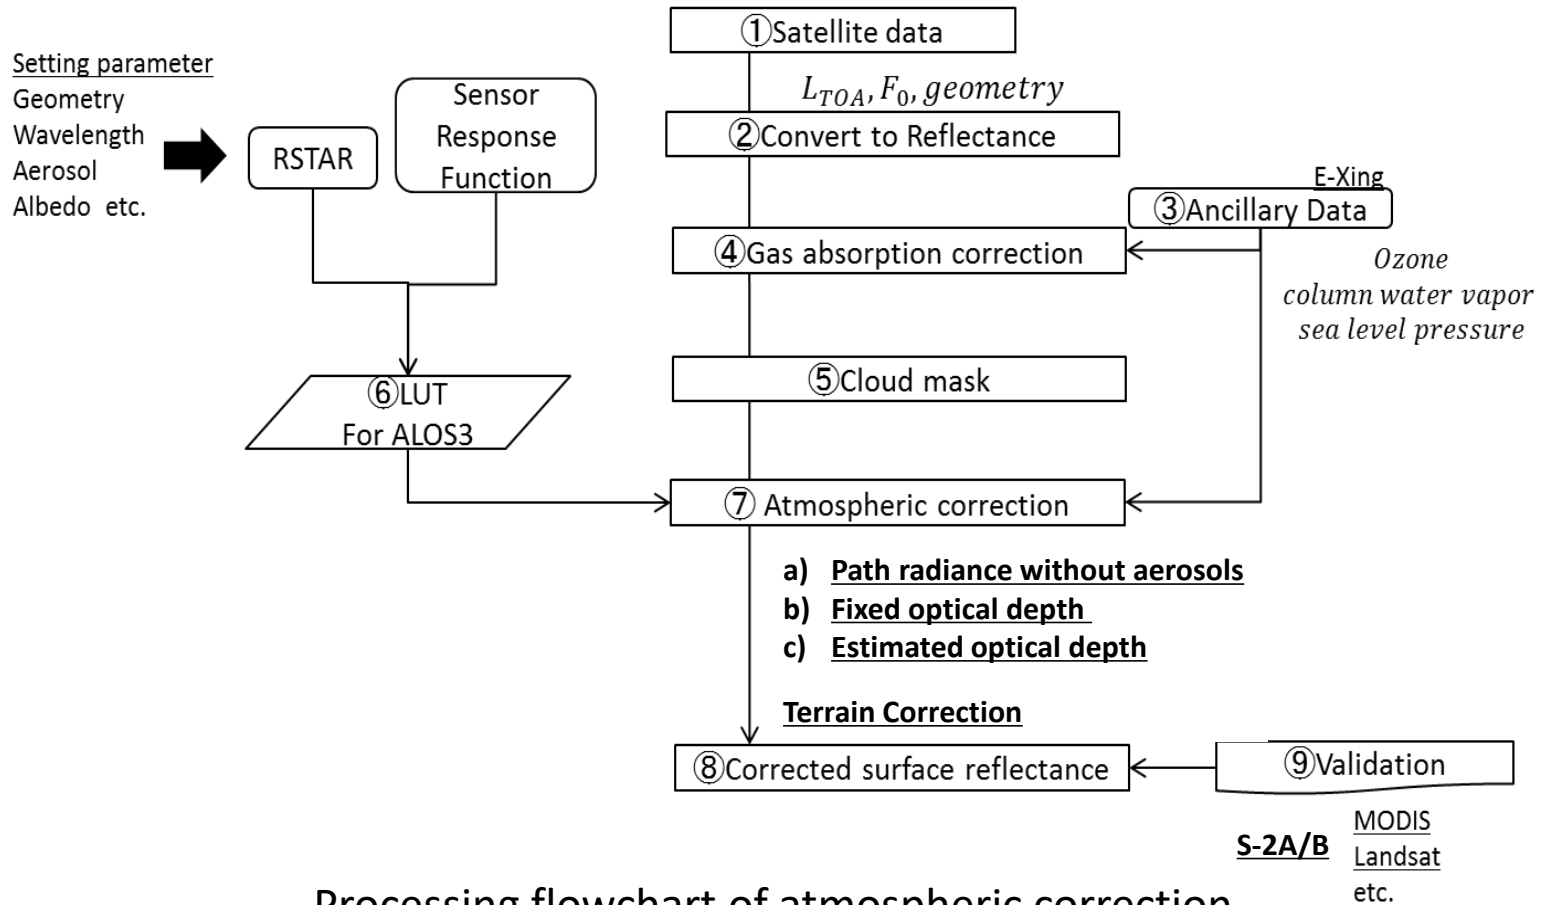 ①Satellite data
L_TOA, F_0, geometry
②Convert to Reflectance
Setting parameter
Geometry
Wavelength
Aerosol
Albedo etc.
RSTAR
Sensor
Response
Function
E-Xing
③Ancillary Data
④Gas absorption correction
Ozone
column water vapor
sea level pressure
⑤Cloud mask
⑥LUT
For ALOS3
⑦ Atmospheric correction
a) Path radiance without aerosols
b) Fixed optical depth
c) Estimated optical depth
Terrain Correction
⑧Corrected surface reflectance
⑨Validation
S-2A/B
MODIS
Landsat
etc.
Processing flowchart of atmospheric correction